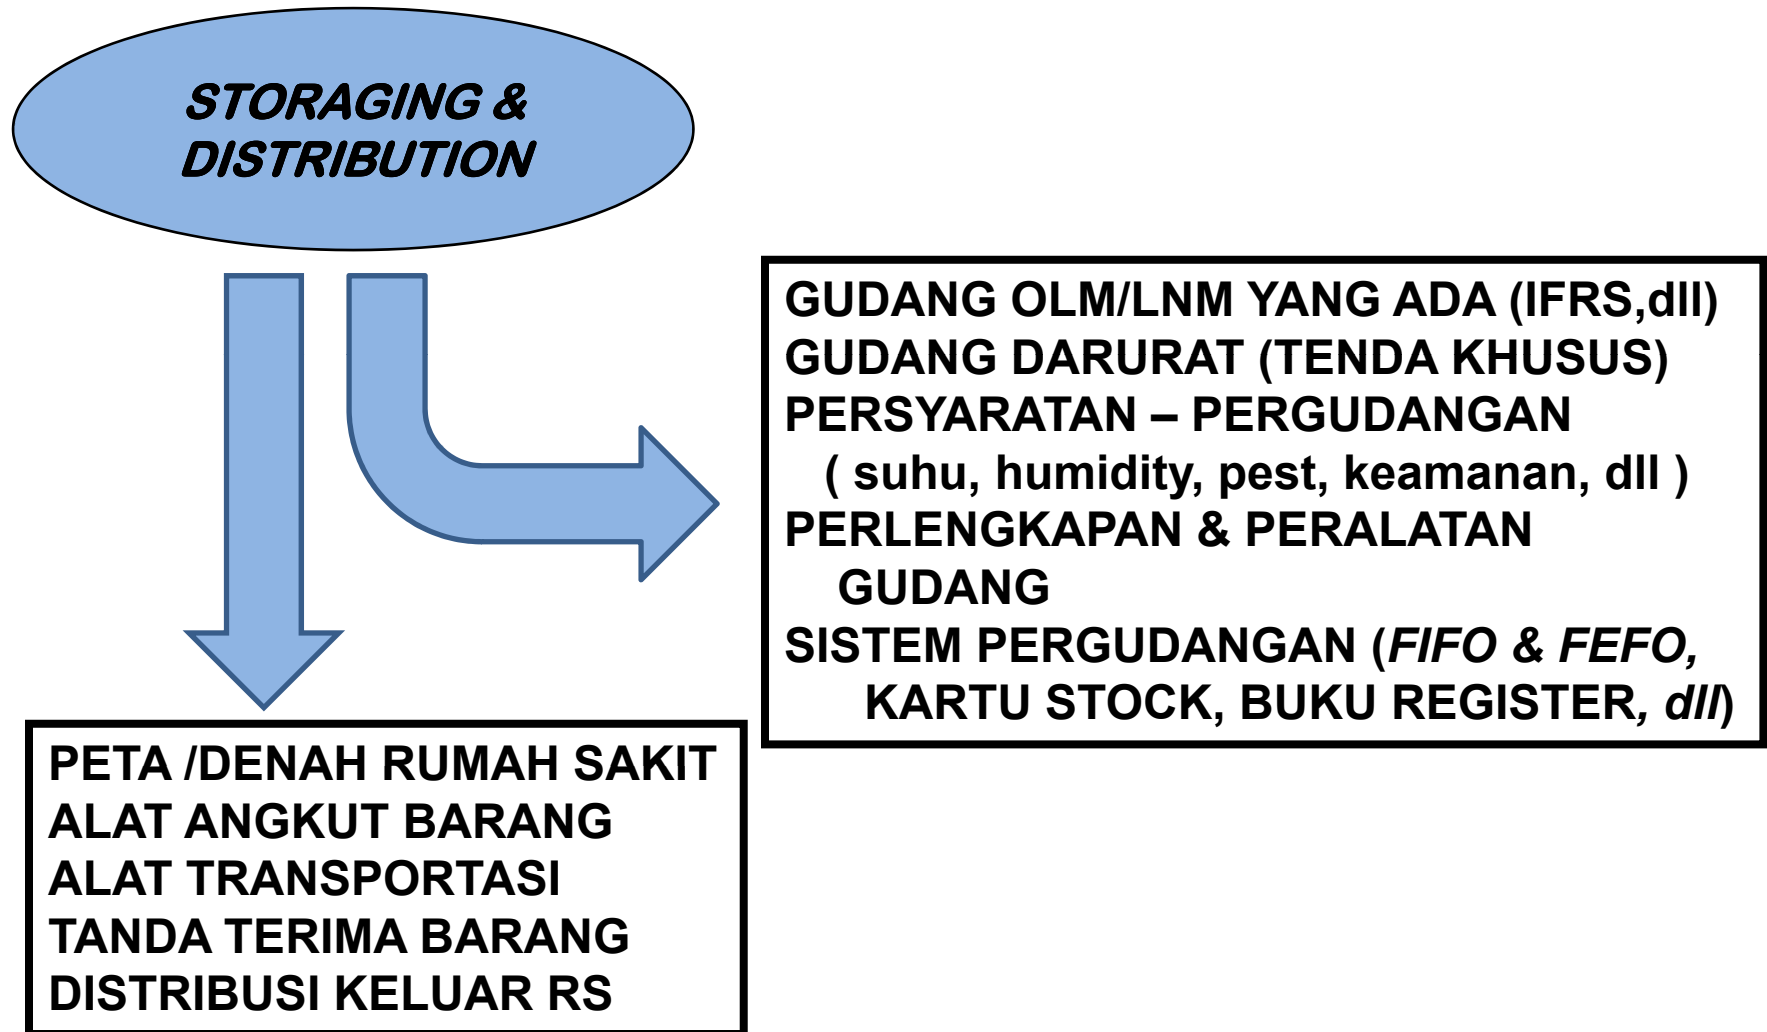 STORAGING &
DISTRIBUTION
GUDANG OLM/LNM YANG ADA (IFRS,dll)
GUDANG DARURAT (TENDA KHUSUS)
PERSYARATAN – PERGUDANGAN
( suhu, humidity, pest, keamanan, dll )
PERLENGKAPAN & PERALATAN
GUDANG
SISTEM PERGUDANGAN (FIFO & FEFO,
KARTU STOCK, BUKU REGISTER, dll)
PETA /DENAH RUMAH SAKIT
ALAT ANGKUT BARANG
ALAT TRANSPORTASI
TANDA TERIMA BARANG
DISTRIBUSI KELUAR RS